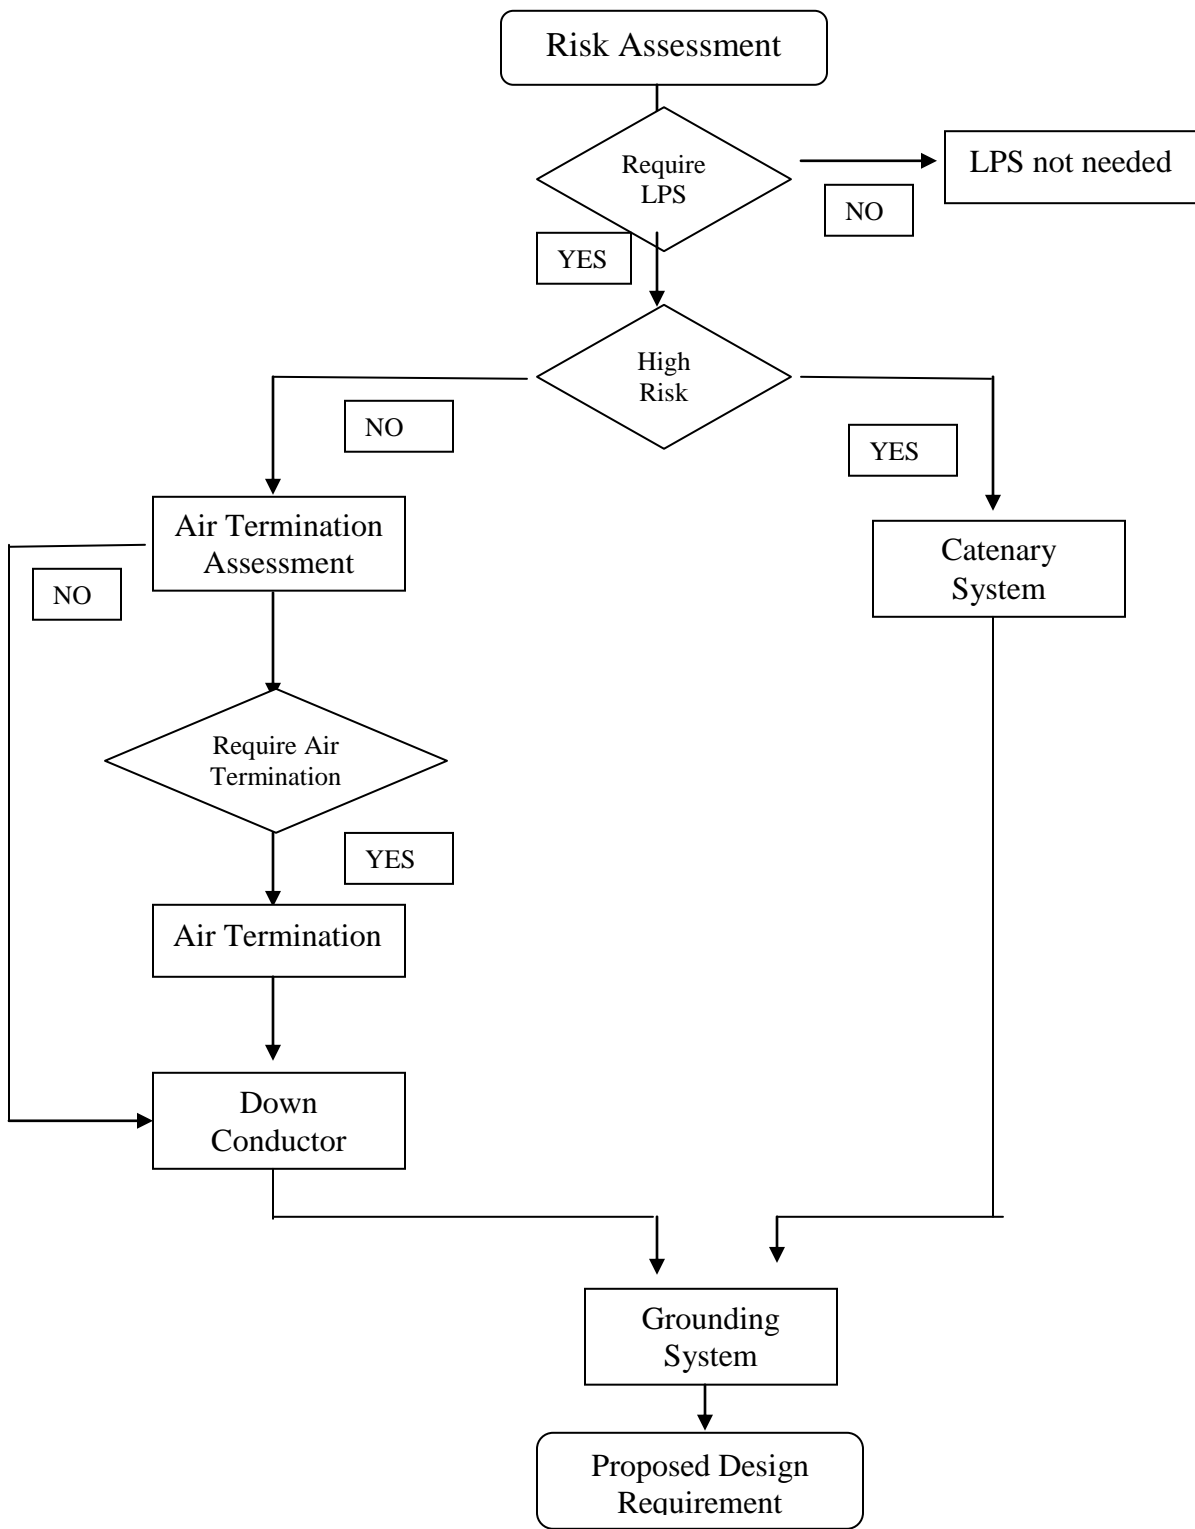 Risk Assessment
Require
LPS
LPS not needed
NO
YES
High
Risk
NO
YES
Air Termination
Assessment
Catenary
System
NO
Require Air
Termination
YES
Air Termination
Down
Conductor
Grounding
System
Proposed Design
Requirement